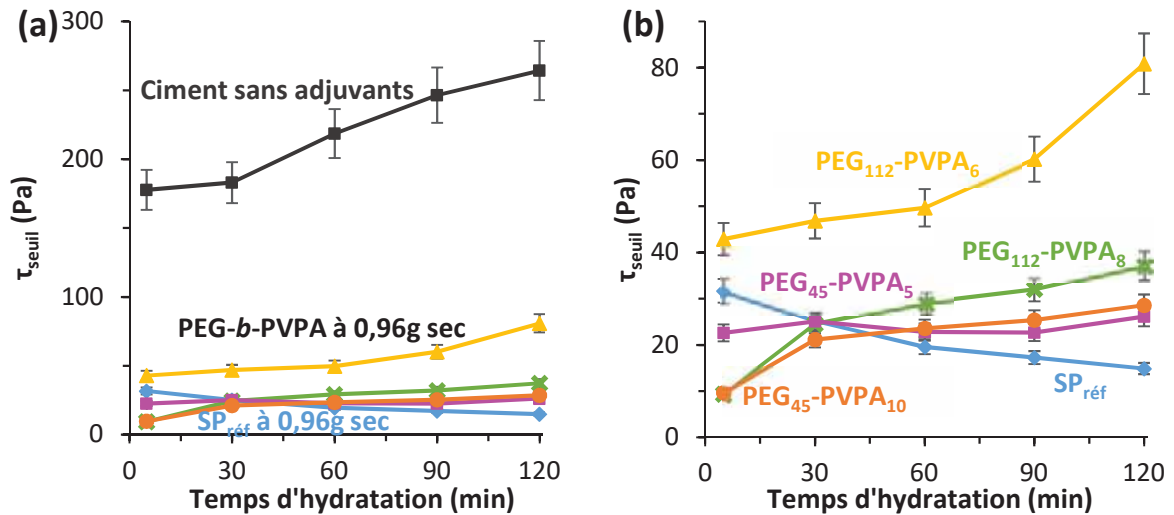 (a)
300
200
100
0
τseuil (Pa)
Ciment sans adjuvants
PEG-b-PVPA à 0,96g sec
SPréf à 0,96g sec
0 30 60 90 120
Temps d'hydratation (min)
(b)
80
60
40
20
0
τseuil (Pa)
PEG112-PVPA6
PEG112-PVPA8
PEG45-PVPA5
SPréf
PEG45-PVPA10
0 30 60 90 120
Temps d'hydratation (min)